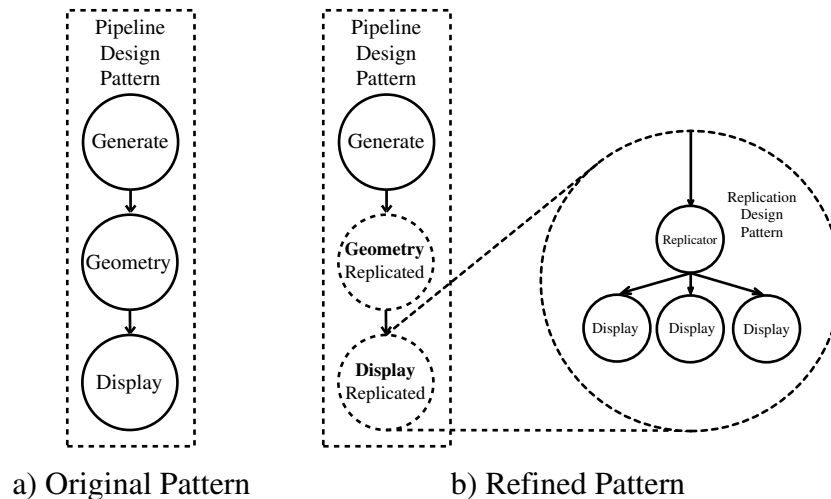 Pipeline
Design
Pattern
Generate
Geometry
Display
a) Original Pattern
Pipeline
Design
Pattern
Generate
Geometry
Replicated
Display
Replicated
Replication
Design
Pattern
Replicator
Display
Display
Display
b) Refined Pattern